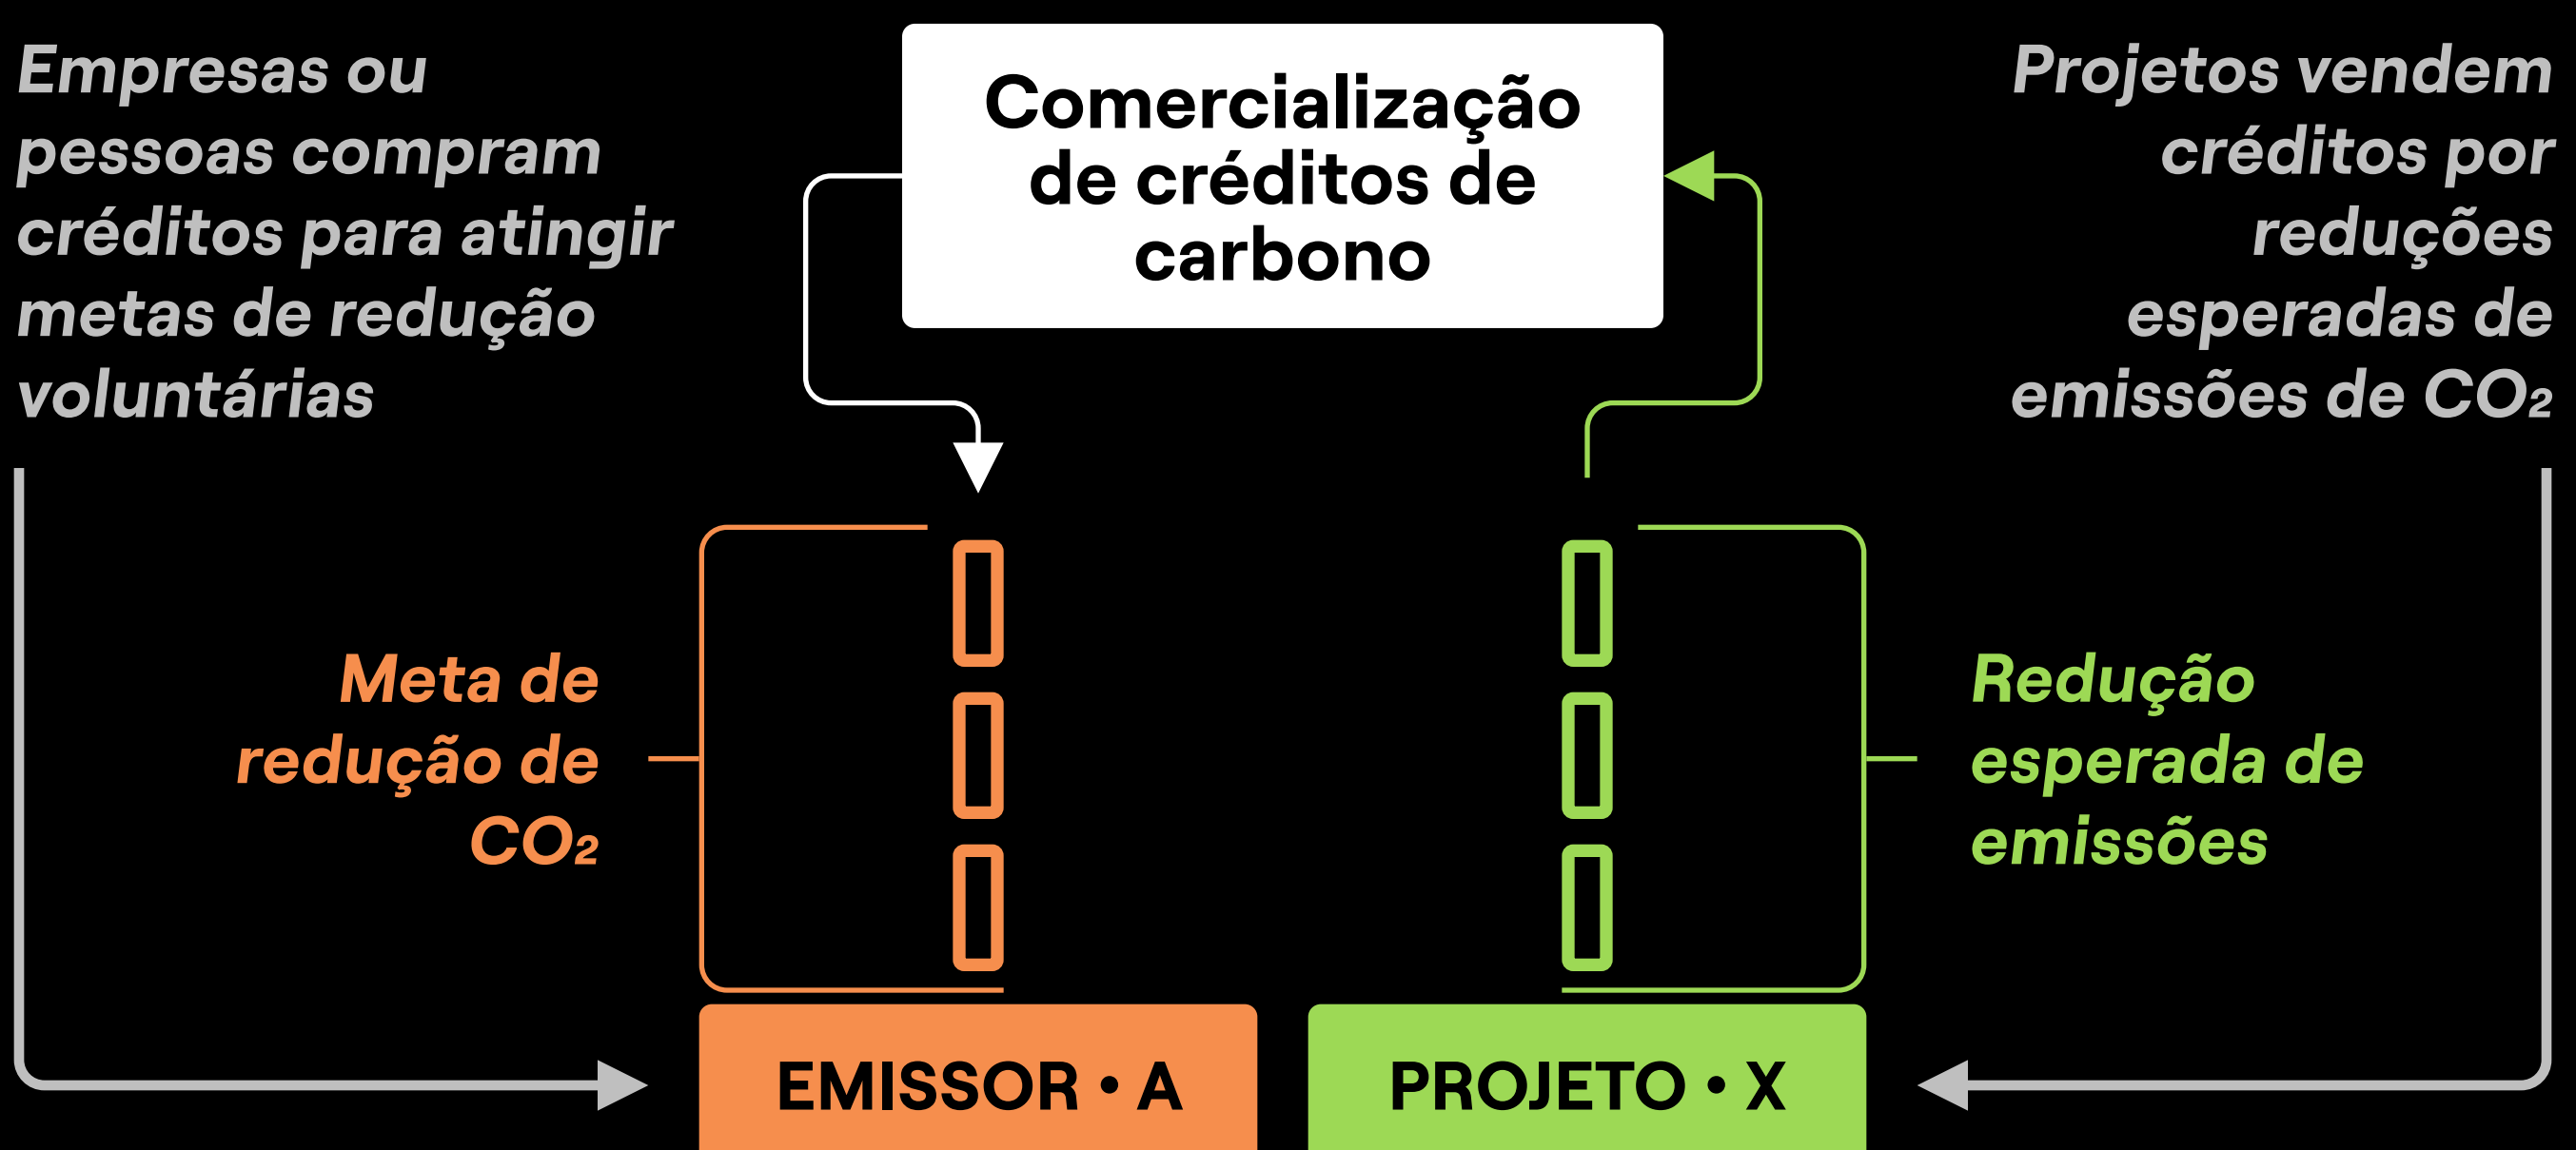 Empresas ou
pessoas compram
créditos para atingir
metas de redução
voluntárias
Comercialização
de créditos de
carbono
Projetos vendem
créditos por
reduções
esperadas de
emissões de CO₂
Meta de
redução de
CO₂
Redução
esperada de
emissões
EMISSOR • A
PROJETO • X